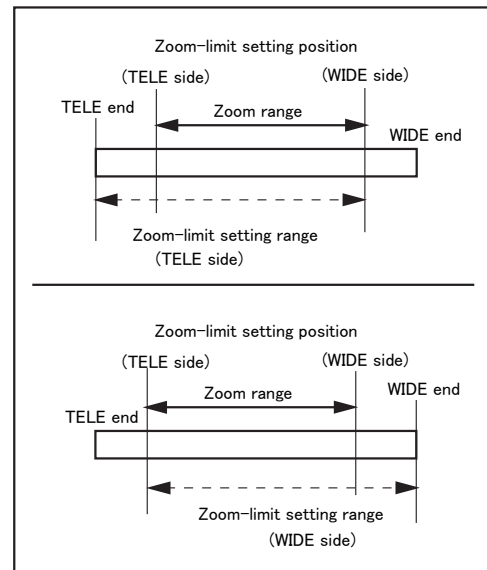 Zoom-limit setting position
(TELE side) (WIDE side)
TELE end
Zoom range
WIDE end
Zoom-limit setting range
(TELE side)
Zoom-limit setting position
(TELE side) (WIDE side)
WIDE end
Zoom range
TELE end
Zoom-limit setting range
(WIDE side)